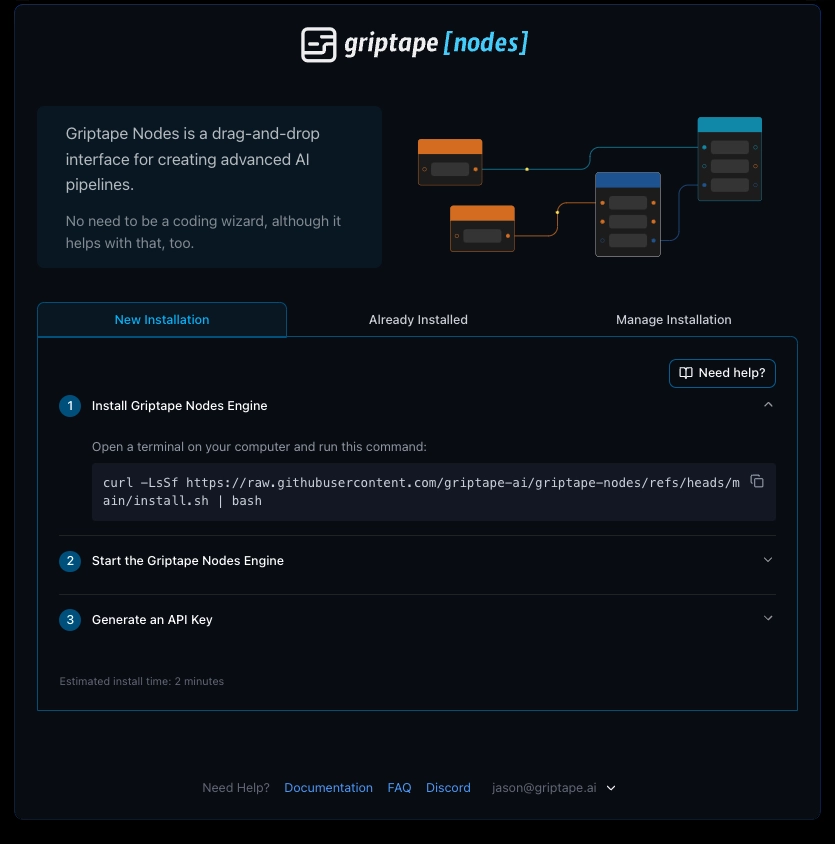 griptape [nodes]
Griptape Nodes is a drag-and-drop
interface for creating advanced AI
pipelines.
No need to be a coding wizard, although it
helps with that, too.
New Installation
Already Installed
Manage Installation
Need help?
1 Install Griptape Nodes Engine
Open a terminal on your computer and run this command:
curl -LsSf https://raw.githubusercontent.com/griptape-ai/griptape-nodes/refs/heads/m
ain/install.sh | bash
2 Start the Griptape Nodes Engine
3 Generate an API Key
Estimated install time: 2 minutes
Need Help? Documentation FAQ Discord jason@griptape.ai